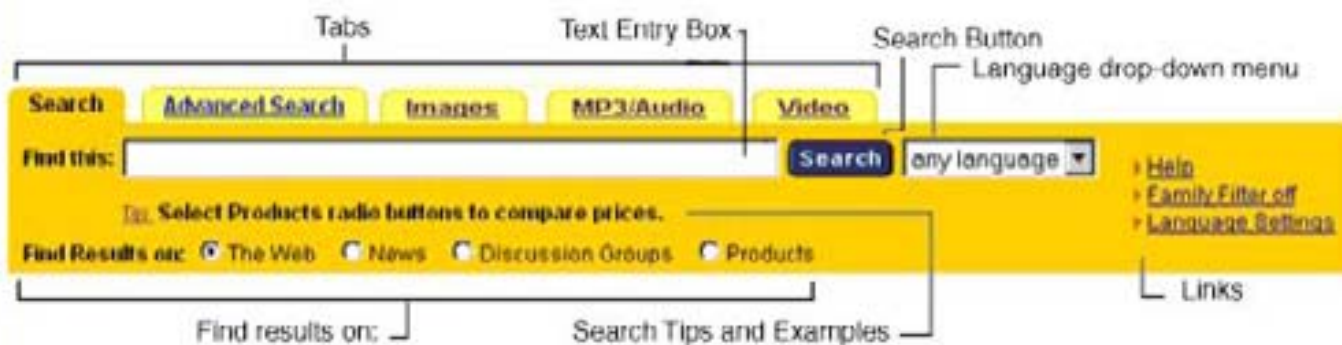 Tabs Text Entry Box Search Button
Language drop-down menu
Search Advanced Search Images MP3/Audio Video
Find this: Search any language
Help
Family Filter off
Language Settings
Tip: Select Products radio buttons to compare prices.
Find Results on: The Web News Discussion Groups Products
Links
Find results on: Search Tips and Examples